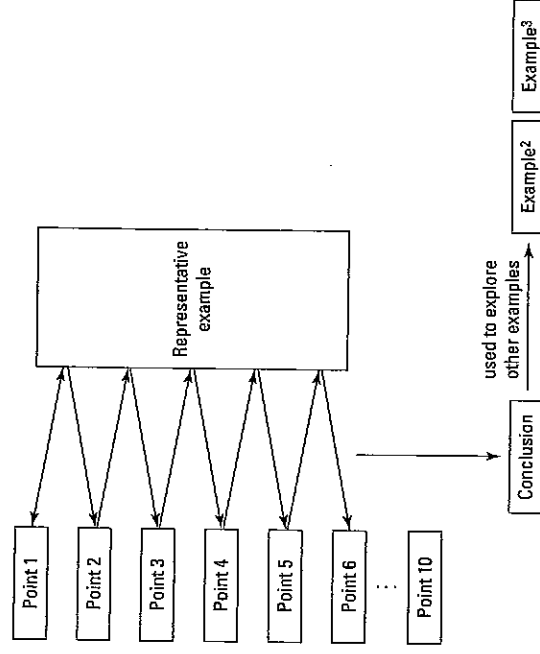 Point 1
Point 2
Point 3
Point 4
Point 5
Point 6
⋮
Point 10
Representative
example
Conclusion
used to explore
other examples
Example²
Example³